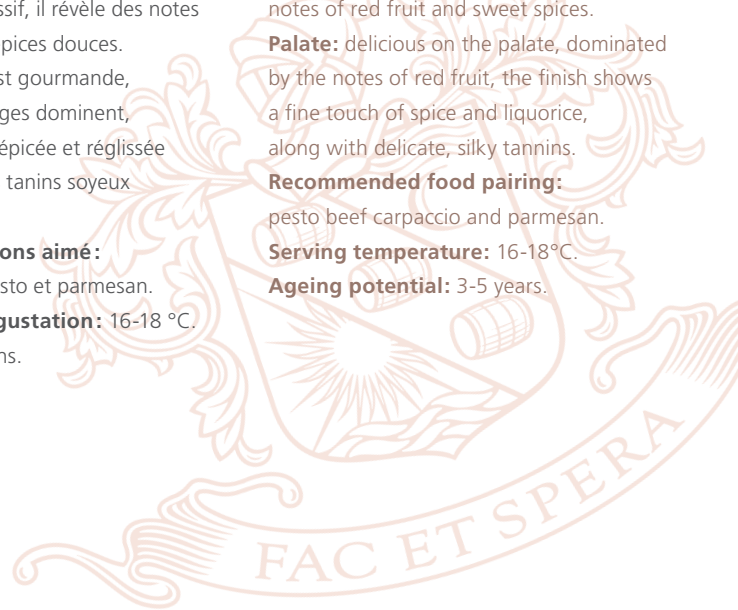 ssif, il révèle des notes
pices douces.
st gourmande,
ges dominent,
épicée et réglissée
tanins soyeux
ons aimé :
sto et parmesan.
gustation : 16-18 °C.
ns.
notes of red fruit and sweet spices.
Palate: delicious on the palate, dominated
by the notes of red fruit, the finish shows
a fine touch of spice and liquorice,
along with delicate, silky tannins.
Recommended food pairing:
pesto beef carpaccio and parmesan.
Serving temperature: 16-18°C.
Ageing potential: 3-5 years.
FAC ET SPERA